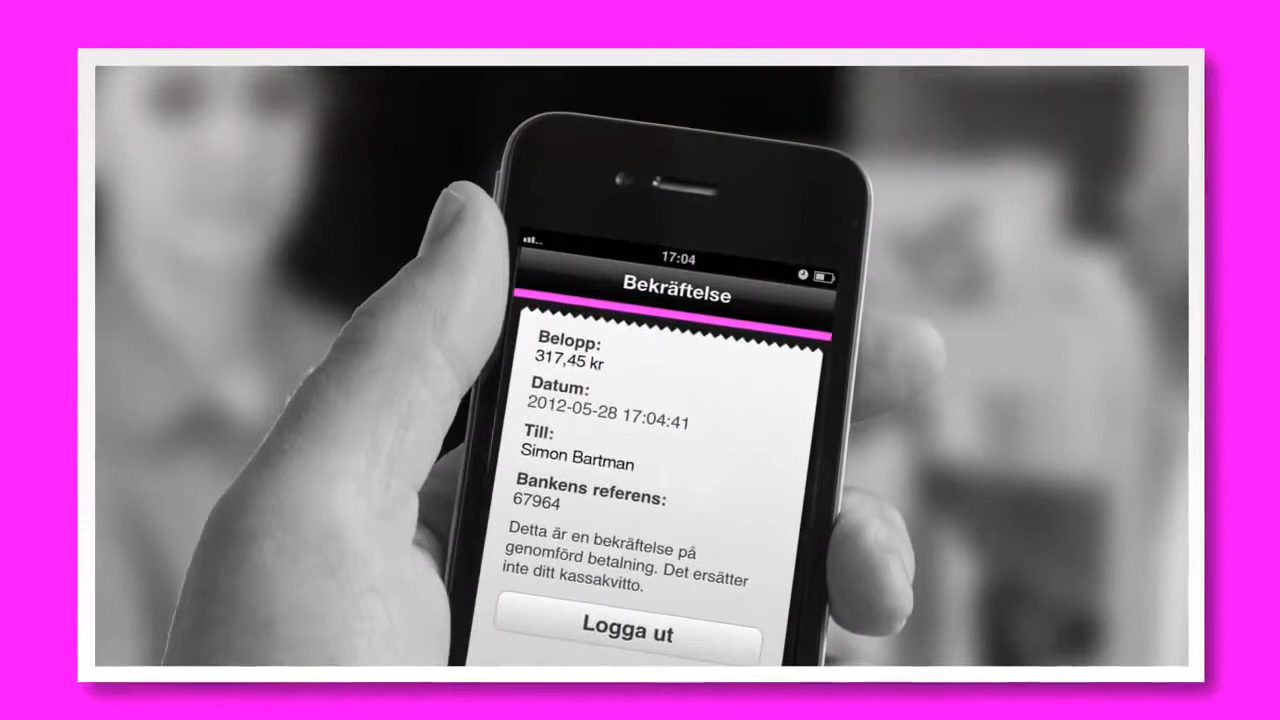 17:04
Bekräftelse
Belopp:
317,45 kr
Datum:
2012-05-28 17:04:41
Till:
Simon Bartman
Bankens referens:
67964
Detta är en bekräftelse på
genomförd betalning. Det ersätter
inte ditt kassakvitto.
Logga ut